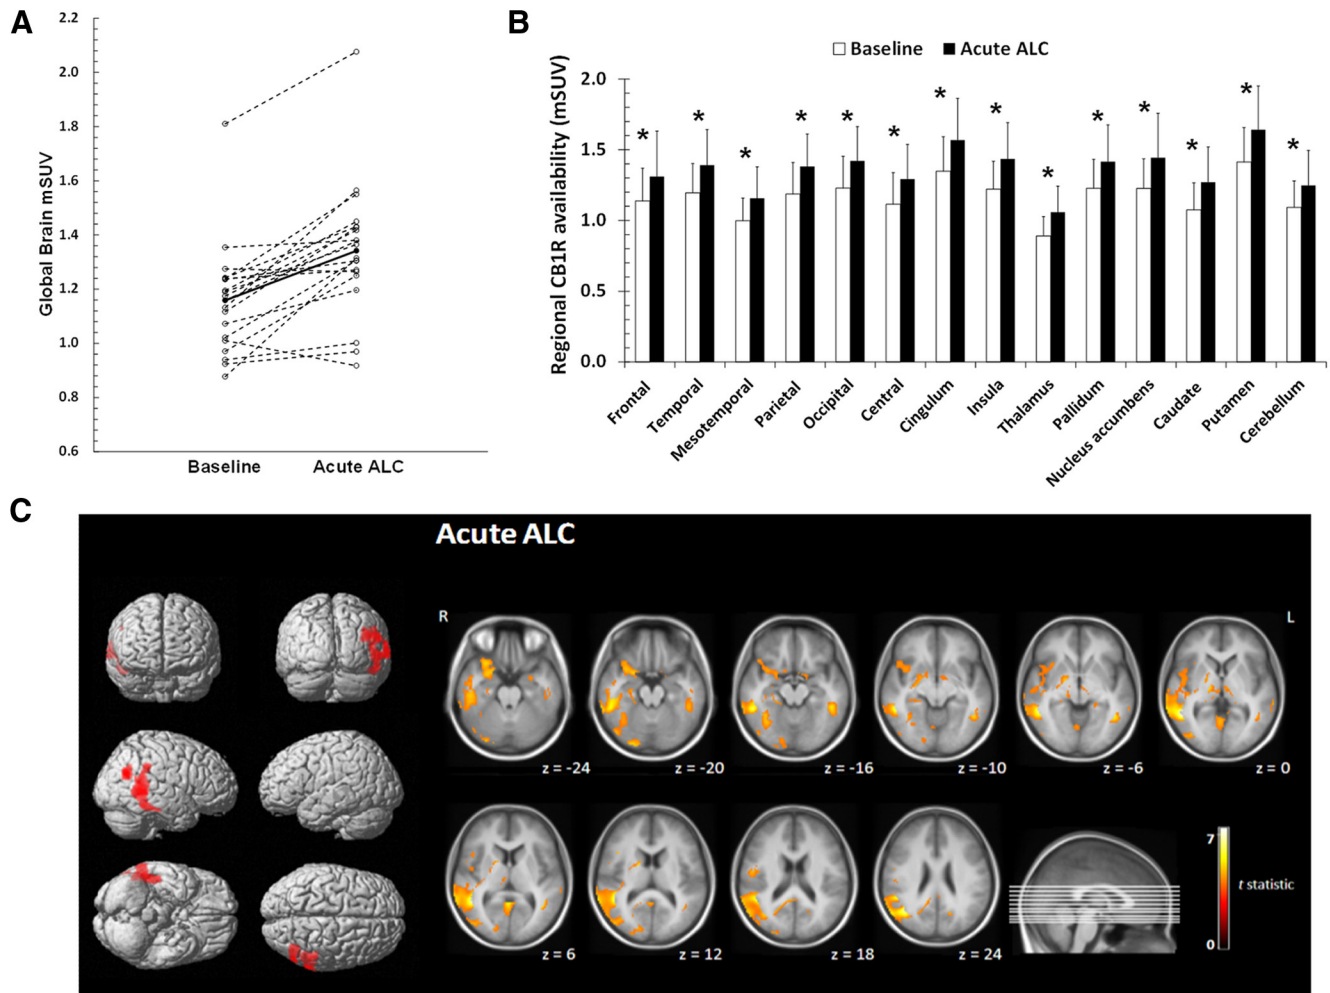 A
2.2
2.0
1.8
1.6
1.4
1.2
1.0
0.8
0.6
Global Brain mSUV
Baseline Acute ALC
B
Baseline Acute ALC
Regional CB1R availability (mSUV)
2.0
1.5
1.0
0.5
0.0
* * * * * * * * * * * * * *
Frontal
Temporal
Mesotemporal
Parietal
Occipital
Central
Cingulum
Insula
Thalamus
Pallidum
Nucleus accumbens
Caudate
Putamen
Cerebellum
C
Acute ALC
R L
z = -24 z = -20 z = -16 z = -10 z = -6 z = 0
z = 6 z = 12 z = 18 z = 24
7
t statistic
0